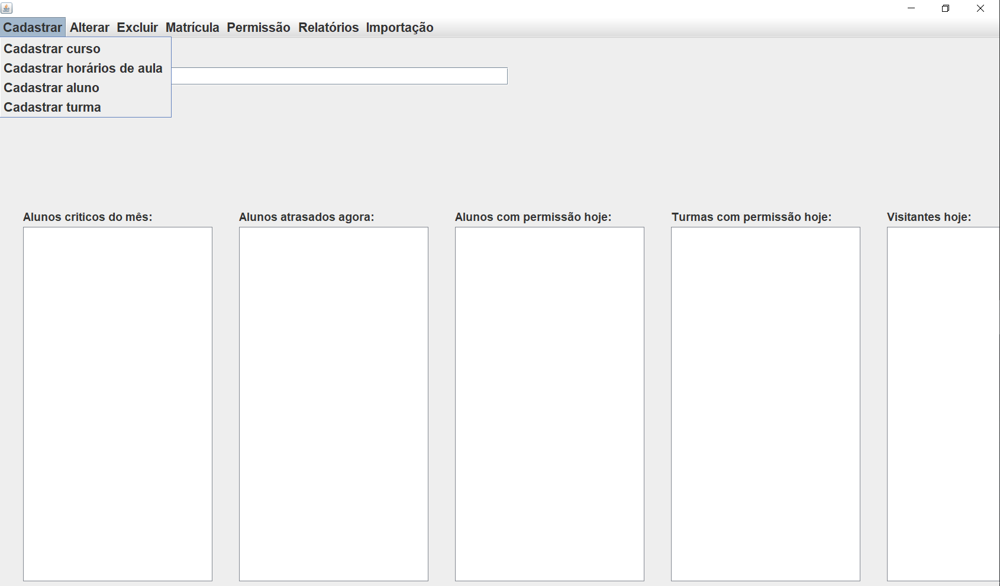 Cadastrar Alterar Excluir Matrícula Permissão Relatórios Importação
Cadastrar curso
Cadastrar horários de aula
Cadastrar aluno
Cadastrar turma
Alunos criticos do mês: Alunos atrasados agora: Alunos com permissão hoje: Turmas com permissão hoje: Visitantes hoje: